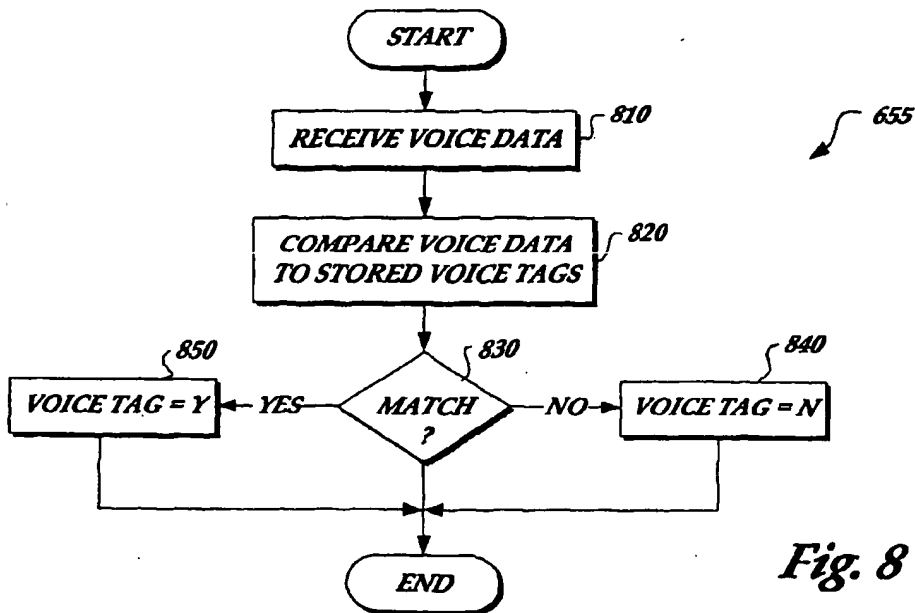 START
RECEIVE VOICE DATA
810
655
COMPARE VOICE DATA
TO STORED VOICE TAGS
820
850
VOICE TAG = Y
YES
830
MATCH
?
NO
840
VOICE TAG = N
END
Fig. 8